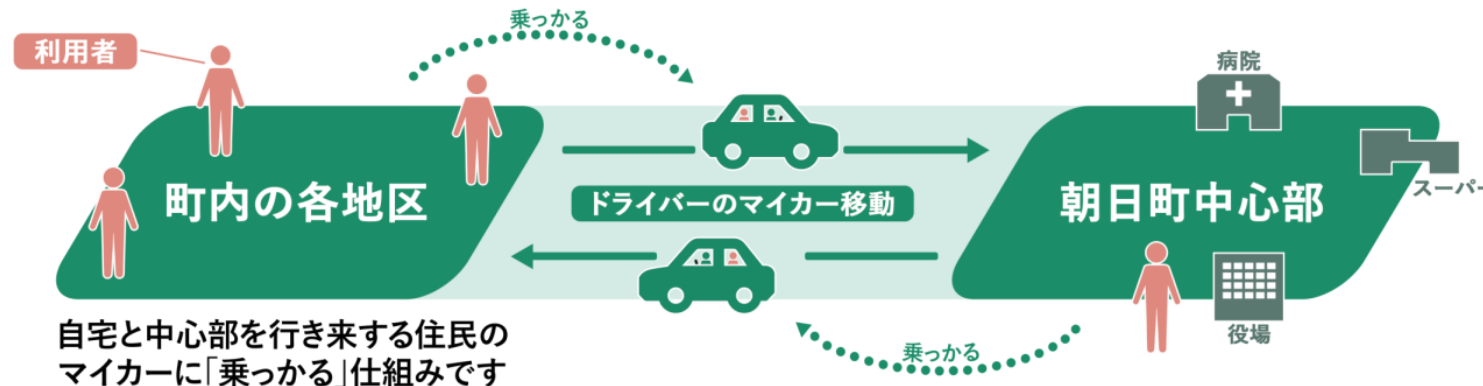 乗っかる
利用者
病院
スーパー
町内の各地区
ドライバーのマイカー移動
朝日町中心部
役場
自宅と中心部を行き来する住民の
マイカーに「乗っかる」仕組みです
乗っかる